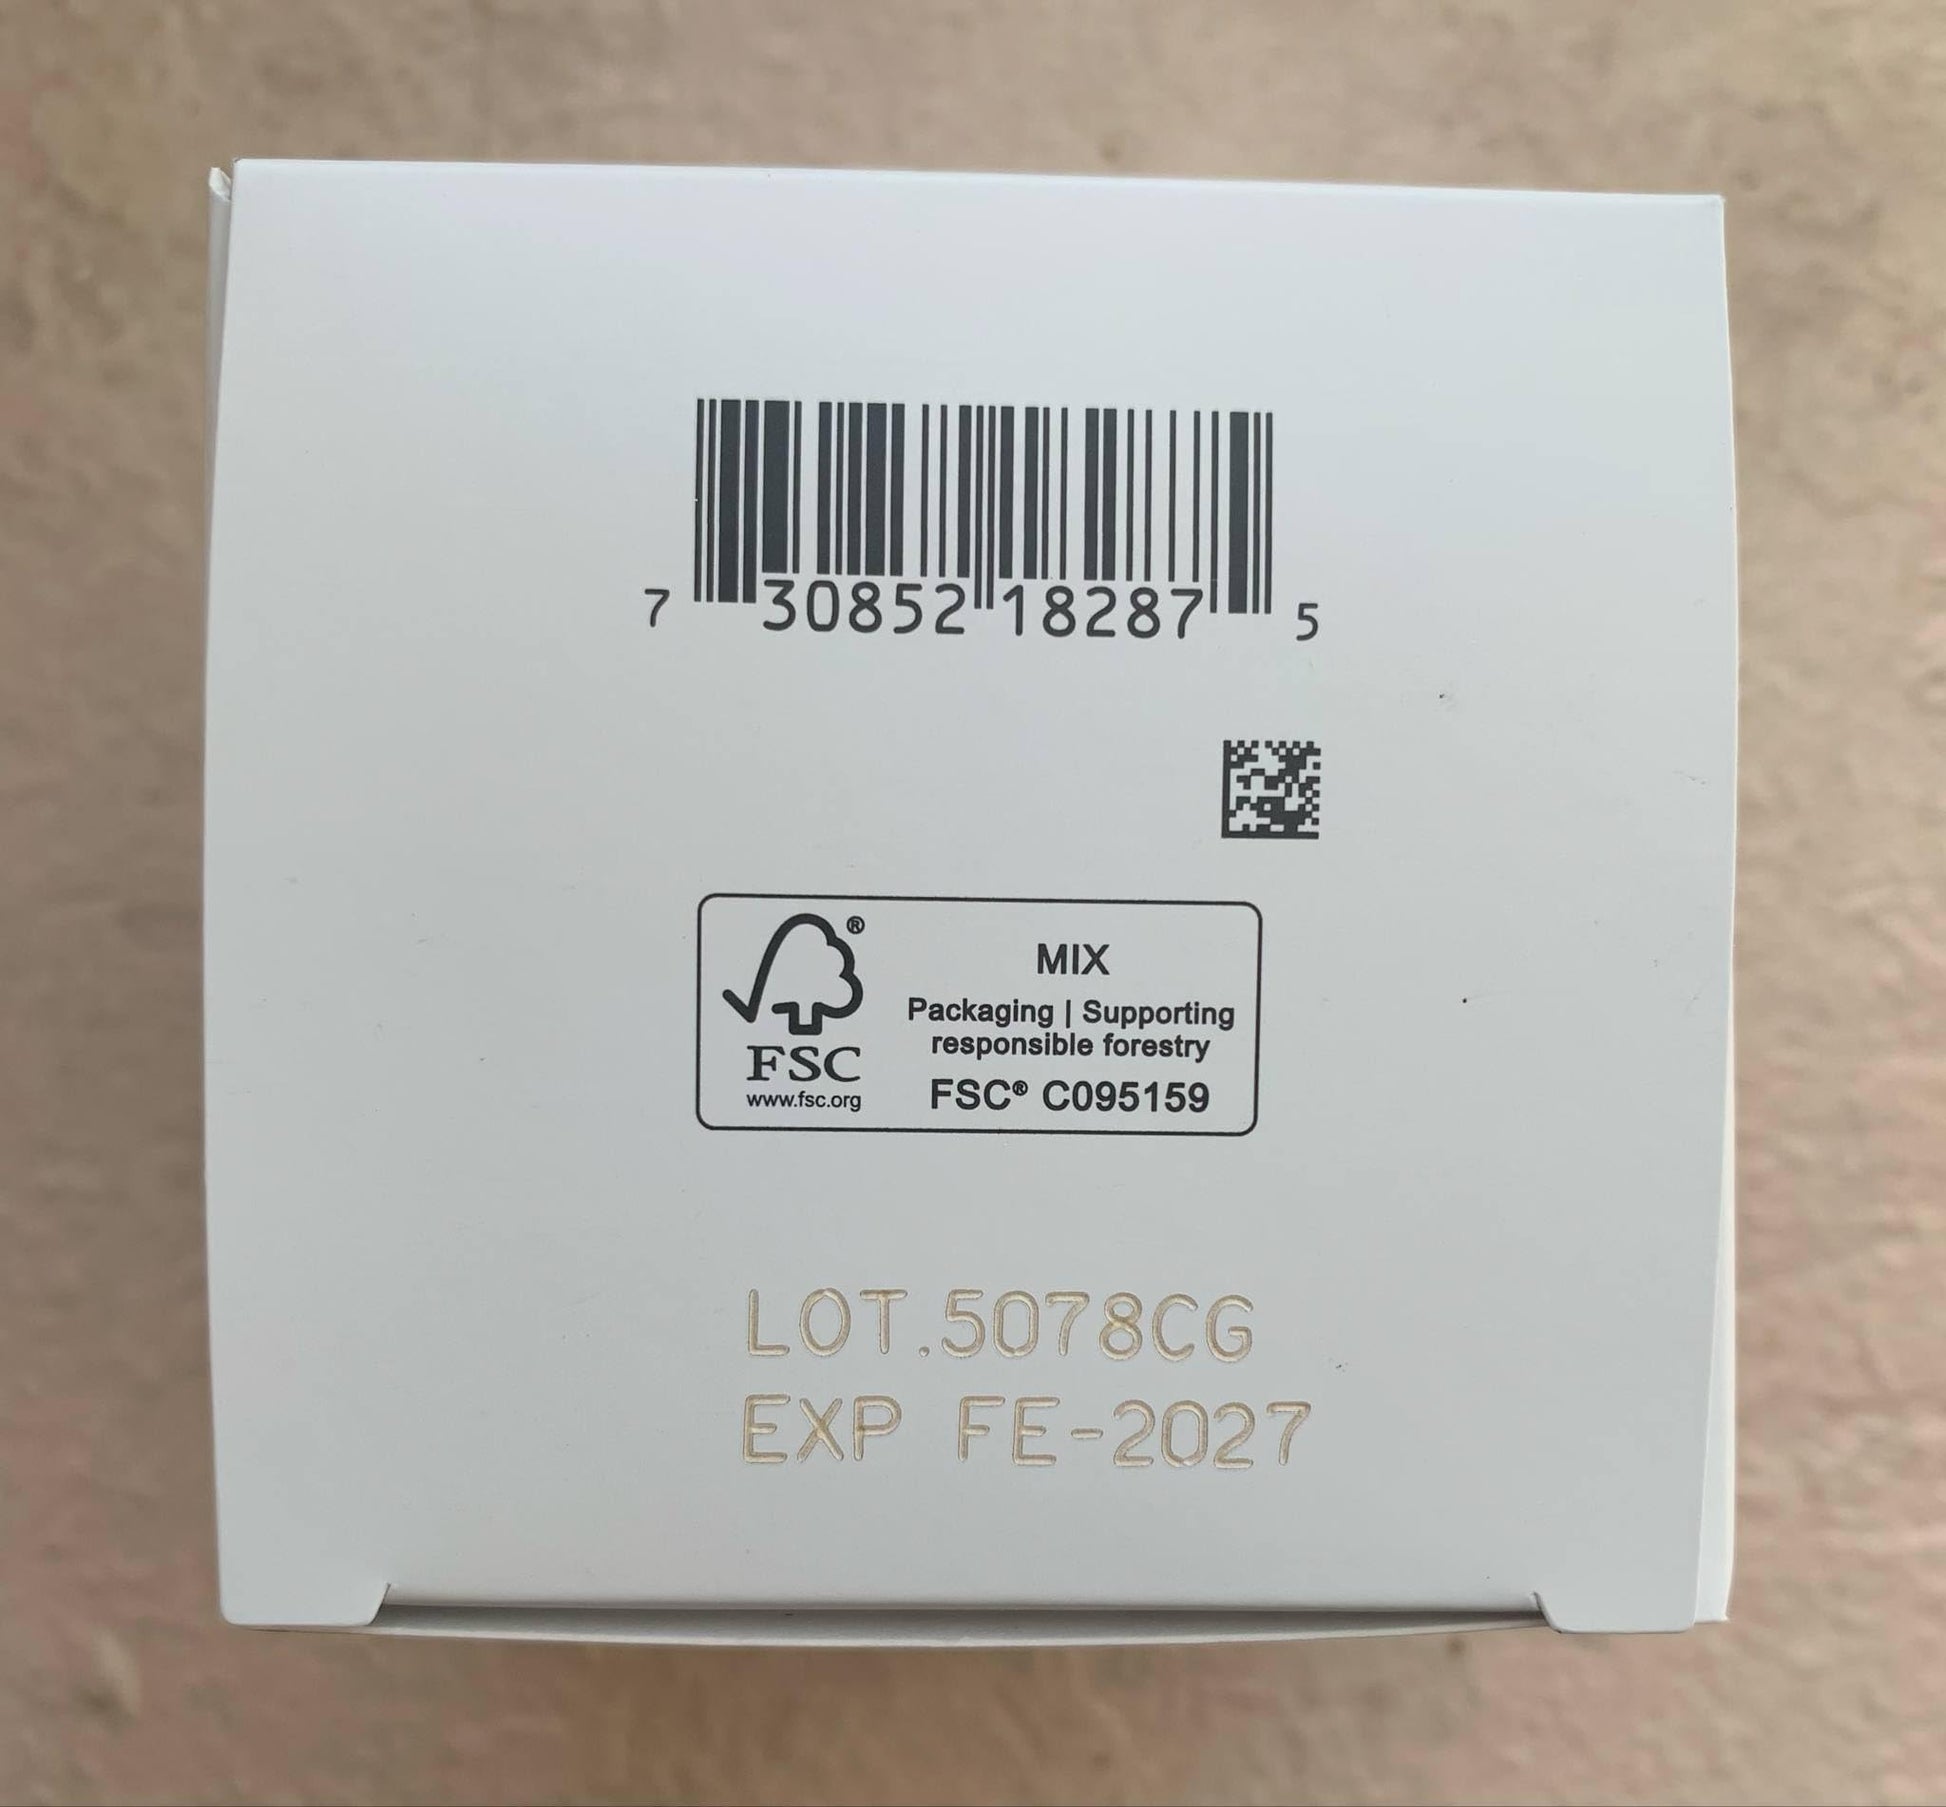 7 30852 18287 5
®
MIX
Packaging | Supporting
responsible forestry
FSC
www.fsc.org
FSC® C095159
LOT.5078CG
EXP FE-2027